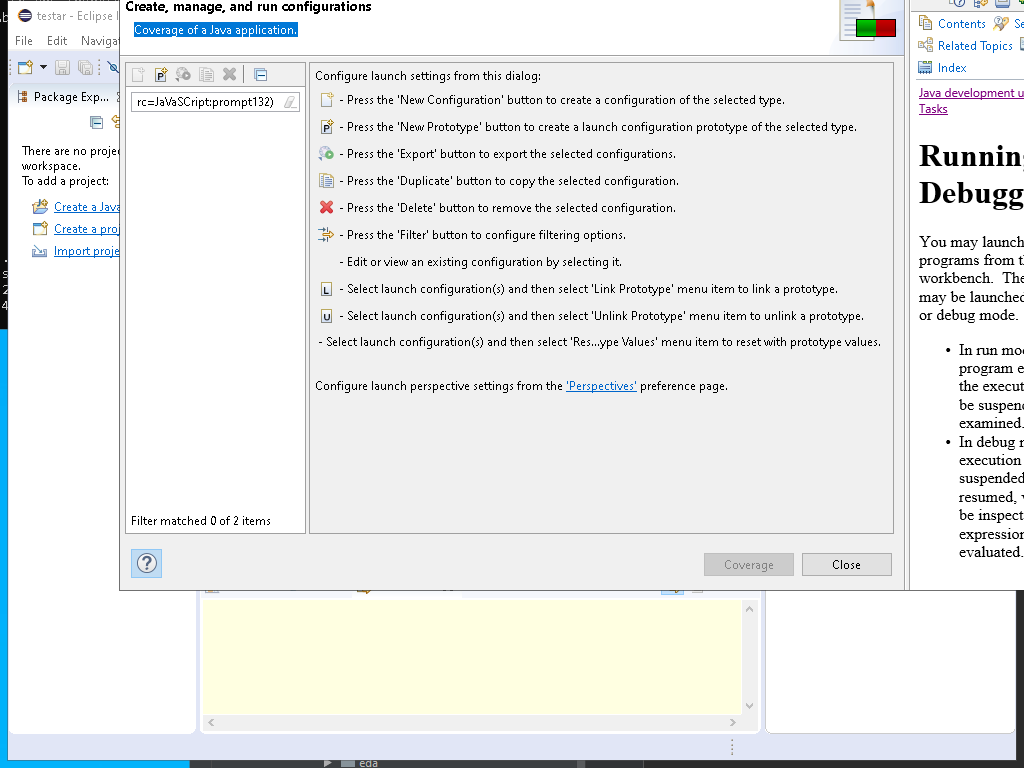 testar - Eclipse I
File Edit Navigat
Package Exp...
There are no projec
workspace.
To add a project:
Create a Java
Create a proj
Import proje
Create, manage, and run configurations
Coverage of a Java application.
rc=JaVaSCript:prompt132)
Filter matched 0 of 2 items
Configure launch settings from this dialog:
- Press the 'New Configuration' button to create a configuration of the selected type.
- Press the 'New Prototype' button to create a launch configuration prototype of the selected type.
- Press the 'Export' button to export the selected configurations.
- Press the 'Duplicate' button to copy the selected configuration.
- Press the 'Delete' button to remove the selected configuration.
- Press the 'Filter' button to configure filtering options.
- Edit or view an existing configuration by selecting it.
L - Select launch configuration(s) and then select 'Link Prototype' menu item to link a prototype.
U - Select launch configuration(s) and then select 'Unlink Prototype' menu item to unlink a prototype.
- Select launch configuration(s) and then select 'Res...ype Values' menu item to reset with prototype values.
Configure launch perspective settings from the 'Perspectives' preference page.
?
Coverage
Close
Contents Se
Related Topics
Index
Java development u
Tasks
Running
Debugg
You may launch
programs from th
workbench. The
may be launched
or debug mode.
• In run mod
program e
the execut
be suspend
examined.
• In debug m
execution
suspended
resumed, v
be inspect
expression
evaluated.
eda